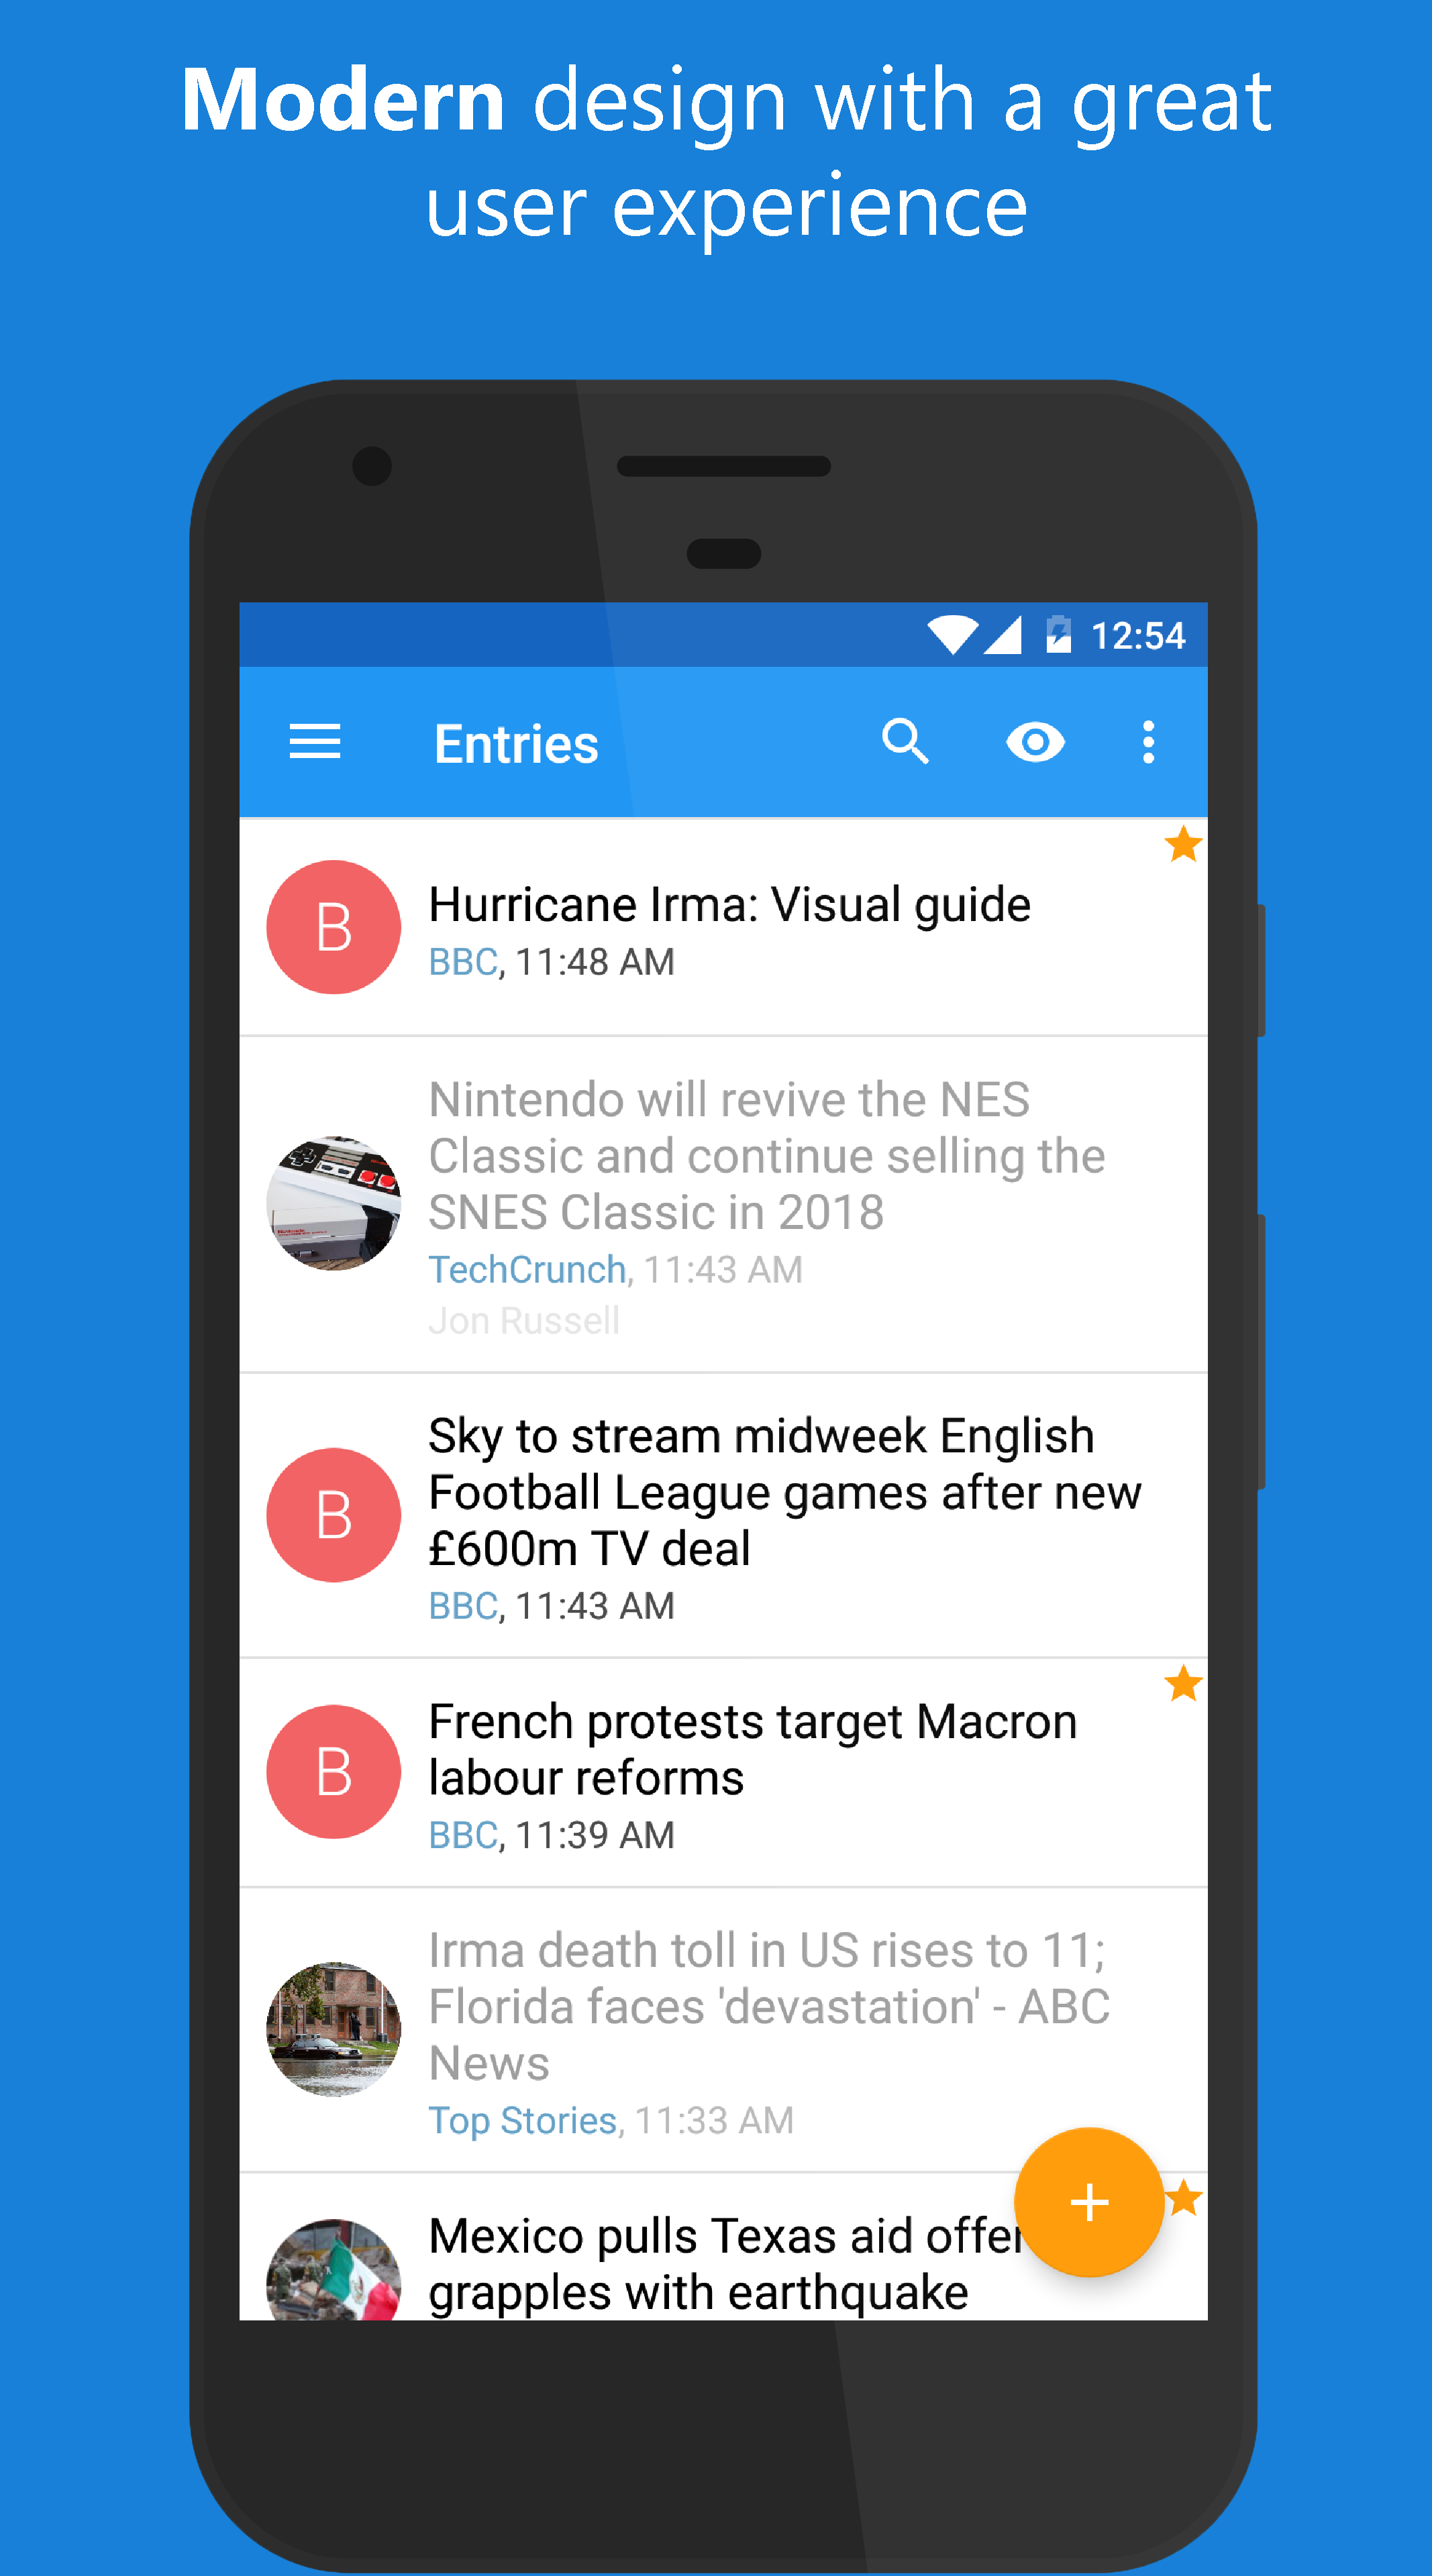 Modern design with a great
user experience
12:54
Entries
B
Hurricane Irma: Visual guide
BBC, 11:48 AM
Nintendo will revive the NES
Classic and continue selling the
SNES Classic in 2018
TechCrunch, 11:43 AM
Jon Russell
B
Sky to stream midweek English
Football League games after new
£600m TV deal
BBC, 11:43 AM
B
French protests target Macron
labour reforms
BBC, 11:39 AM
Irma death toll in US rises to 11;
Florida faces 'devastation' - ABC
News
Top Stories, 11:33 AM
+
Mexico pulls Texas aid offer
grapples with earthquake